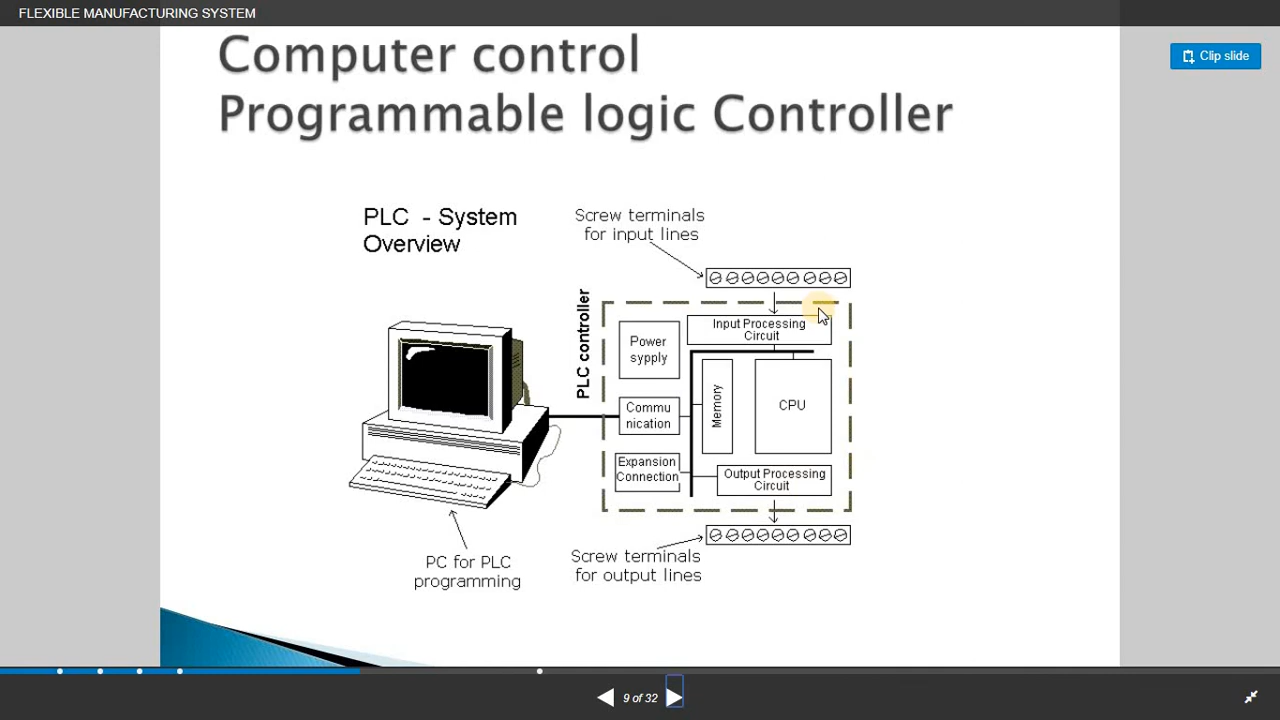 FLEXIBLE MANUFACTURING SYSTEM
Clip slide
Computer control
Programmable logic Controller
PLC - System
Overview
Screw terminals
for input lines
PLC controller
Input Processing
Circuit
Power
sypply
Memory
CPU
Commu
nication
Expansion
Connection
Output Processing
Circuit
PC for PLC
programming
Screw terminals
for output lines
9 of 32